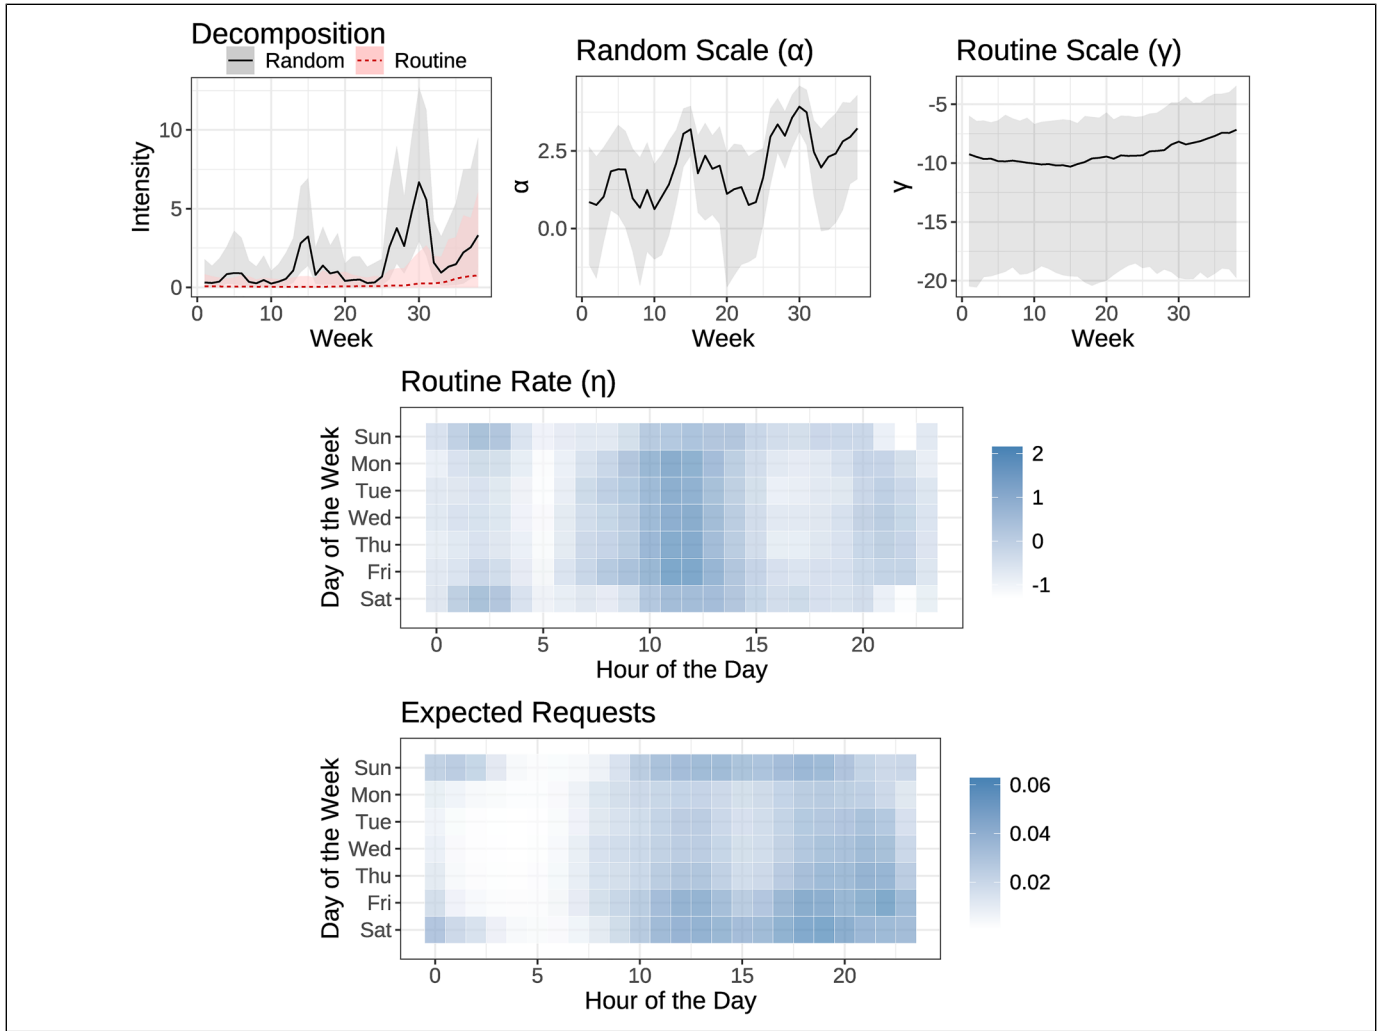 Decomposition
Random Routine
Intensity
10
5
0
0 10 20 30
Week
Random Scale (α)
α
2.5
0.0
0 10 20 30
Week
Routine Scale (γ)
γ
-5
-10
-15
-20
0 10 20 30
Week
Routine Rate (η)
Day of the Week
Sun
Mon
Tue
Wed
Thu
Fri
Sat
0 5 10 15 20
Hour of the Day
2
1
0
-1
Expected Requests
Day of the Week
Sun
Mon
Tue
Wed
Thu
Fri
Sat
0 5 10 15 20
Hour of the Day
0.06
0.04
0.02